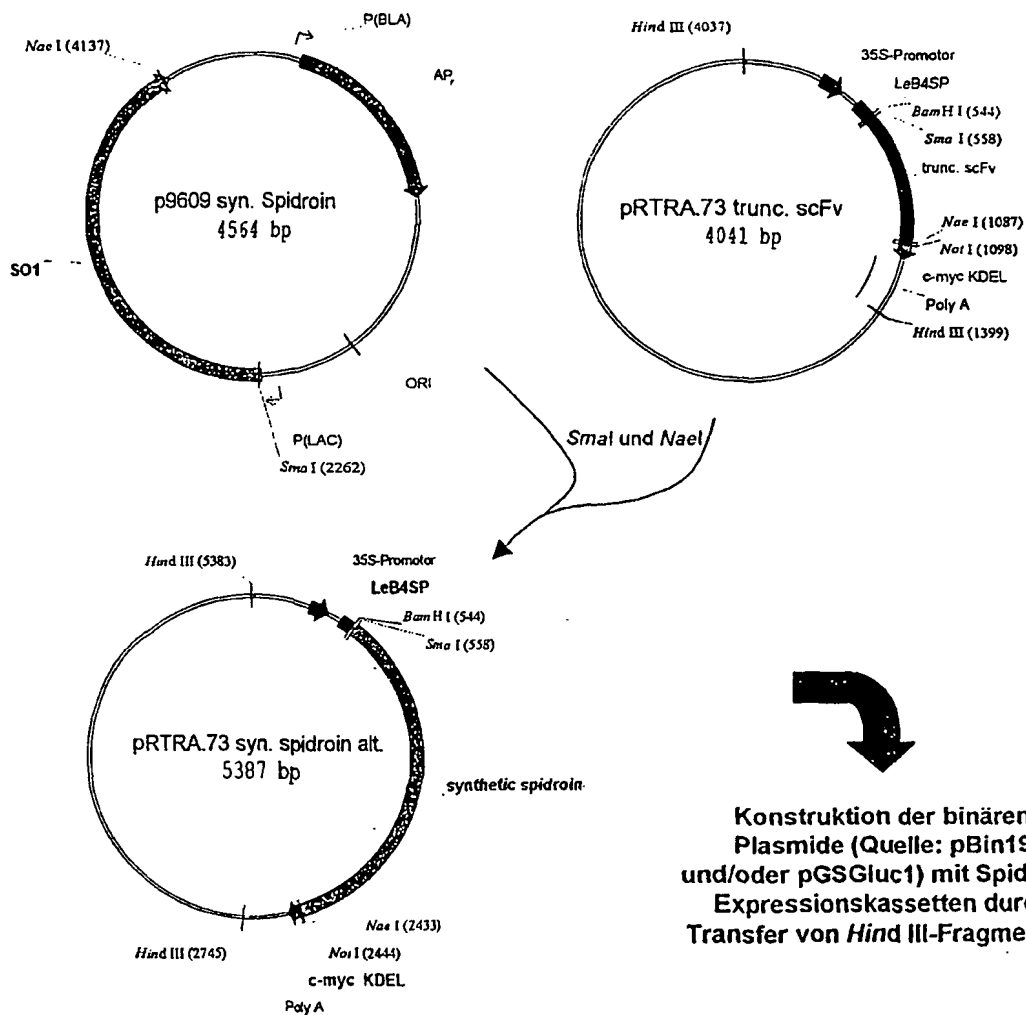 P(BLA)
Nae I (4137)
APr
p9609 syn. Spidroin
4564 bp
SO1
ORI
P(LAC)
Sma I (2262)
Hind III (4037)
35S-Promotor
LeB4SP
BamH I (544)
Sma I (558)
trunc. scFv
pRTRA.73 trunc. scFv
4041 bp
Nae I (1087)
Not I (1098)
c-myc KDEL
Poly A
Hind III (1399)
SmaI und NaeI
Hind III (5383)
35S-Promotor
LeB4SP
BamH I (544)
Sma I (558)
pRTRA.73 syn. spidroin alt.
5387 bp
synthetic spidroin
Nae I (2433)
Hind III (2745)
Not I (2444)
c-myc KDEL
Poly A
Konstruktion der binären
Plasmide (Quelle: pBin19
und/oder pGSGluc1) mit Spid
Expressionskassetten dur
Transfer von Hind III-Fragme